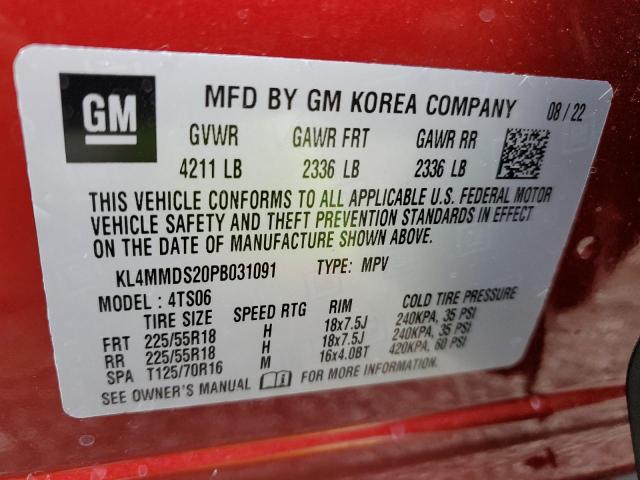 GM
MFD BY GM KOREA COMPANY 08/22
GVWR GAWR FRT GAWR RR
4211 LB 2336 LB 2336 LB
THIS VEHICLE CONFORMS TO ALL APPLICABLE U.S. FEDERAL MOTOR
VEHICLE SAFETY AND THEFT PREVENTION STANDARDS IN EFFECT
ON THE DATE OF MANUFACTURE SHOWN ABOVE.
KL4MMDS20PB031091 TYPE: MPV
MODEL: 4TS06
TIRE SIZE SPEED RTG RIM COLD TIRE PRESSURE
FRT 225/55R18 H 18x7.5J 240KPA, 35 PSI
RR 225/55R18 H 18x7.5J 240KPA, 35 PSI
SPA T125/70R16 M 16x4.0BT 420KPA, 60 PSI
SEE OWNER'S MANUAL FOR MORE INFORMATION.